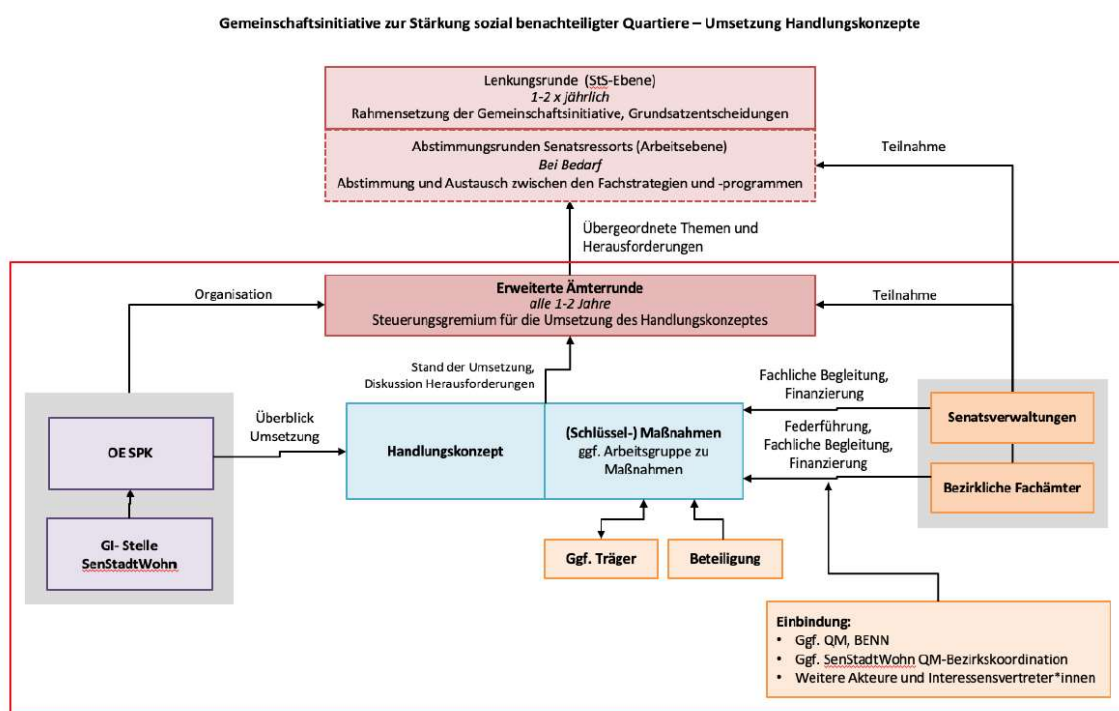 Gemeinschaftsinitiative zur Stärkung sozial benachteiligter Quartiere – Umsetzung Handlungskonzepte
Lenkungsrunde (StS-Ebene)
1-2 x jährlich
Rahmensetzung der Gemeinschaftsinitiative, Grundsatzentscheidungen
Abstimmungsrunden Senatsressorts (Arbeitsebene)
Bei Bedarf
Abstimmung und Austausch zwischen den Fachstrategien und -programmen
Teilnahme
Übergeordnete Themen und
Herausforderungen
Organisation
Erweiterte Ämterrunde
alle 1-2 Jahre
Steuerungsgremium für die Umsetzung des Handlungskonzeptes
Teilnahme
Stand der Umsetzung,
Diskussion Herausforderungen
OE SPK
GI- Stelle
SenStadtWohn
Überblick
Umsetzung
Handlungskonzept
(Schlüssel-) Maßnahmen
ggf. Arbeitsgruppe zu
Maßnahmen
Fachliche Begleitung,
Finanzierung
Federführung,
Fachliche Begleitung,
Finanzierung
Senatsverwaltungen
Bezirkliche Fachämter
Ggf. Träger
Beteiligung
Einbindung:
• Ggf. QM, BENN
• Ggf. SenStadtWohn QM-Bezirkskoordination
• Weitere Akteure und Interessensvertreter*innen